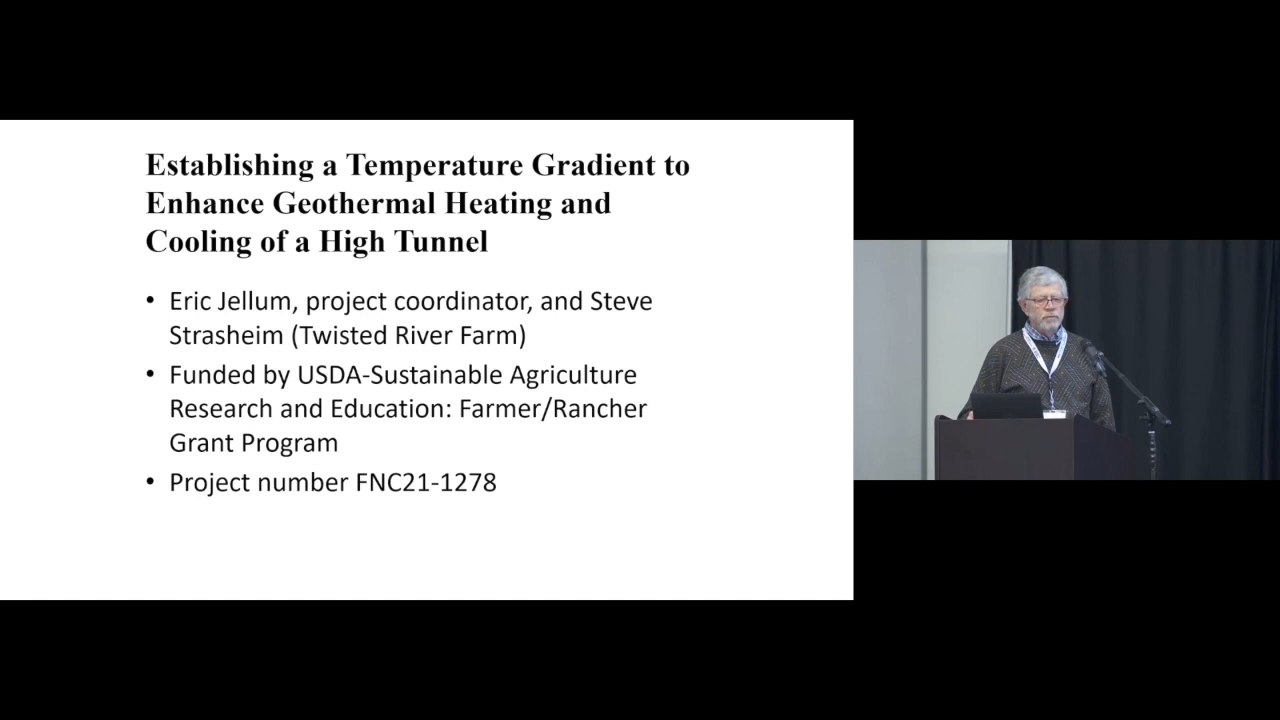 Establishing a Temperature Gradient to
Enhance Geothermal Heating and
Cooling of a High Tunnel
• Eric Jellum, project coordinator, and Steve
Strasheim (Twisted River Farm)
• Funded by USDA-Sustainable Agriculture
Research and Education: Farmer/Rancher
Grant Program
• Project number FNC21-1278